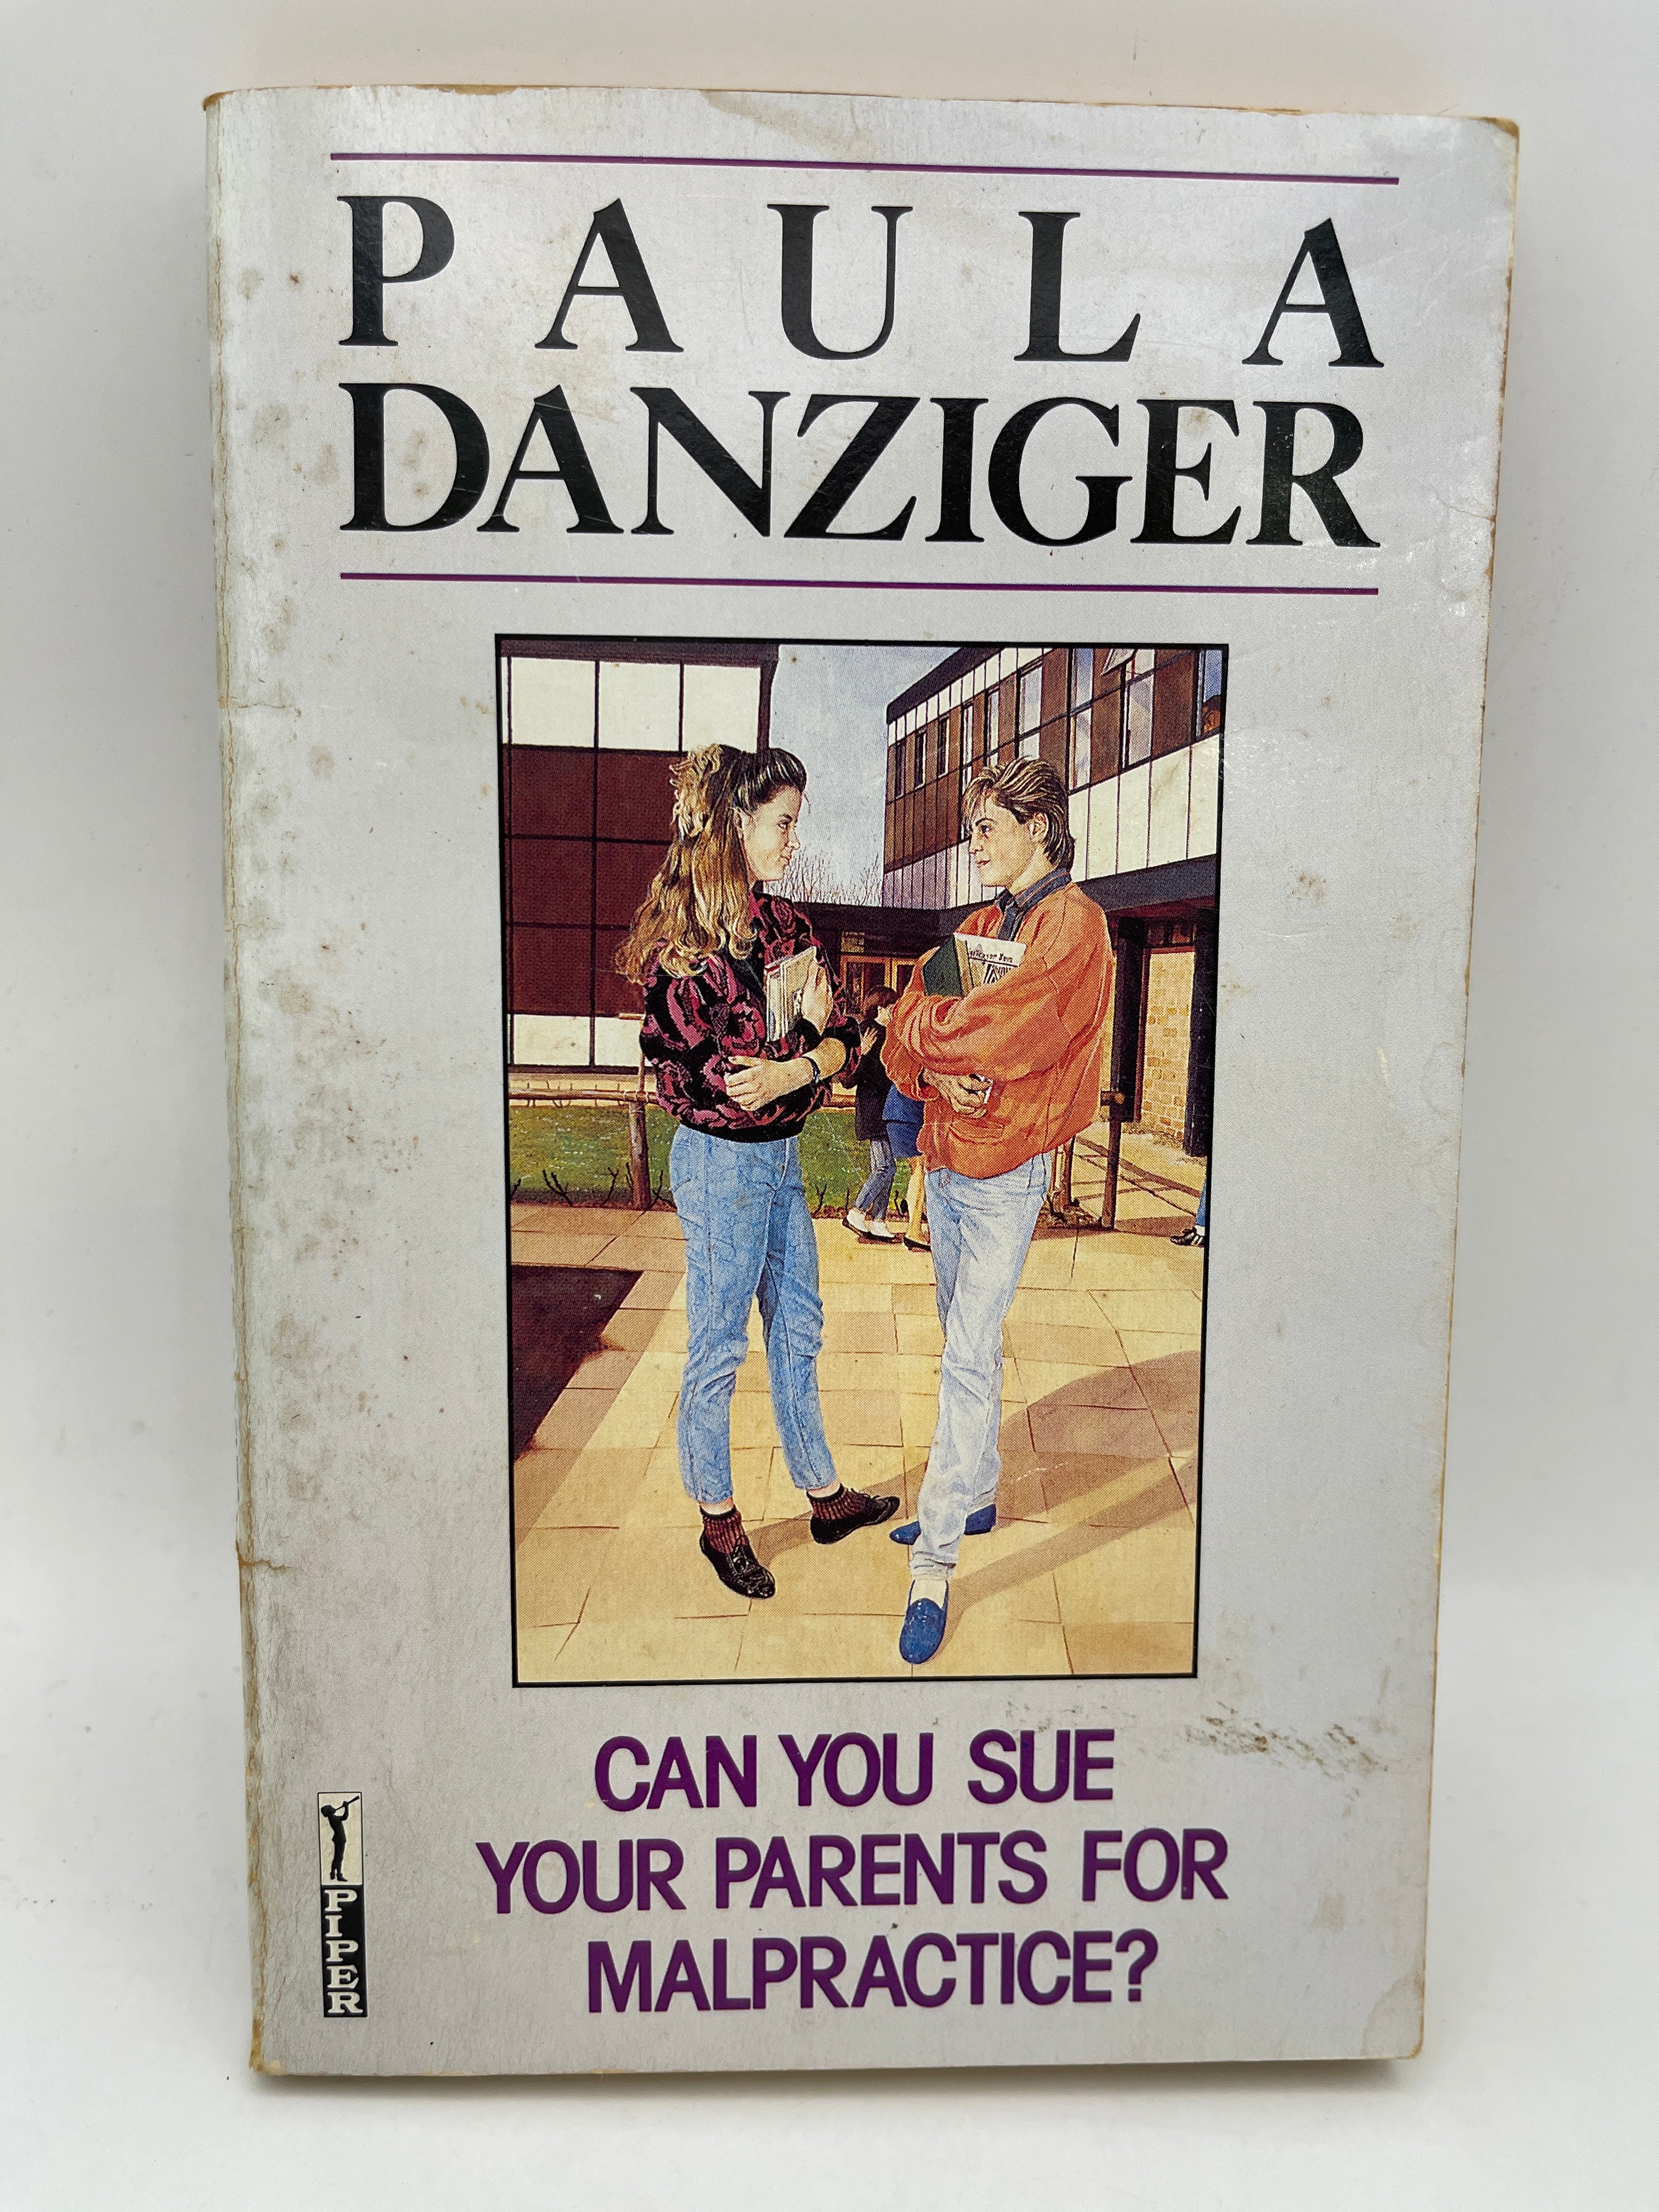 PAULA
DANZIGER
CAN YOU SUE
YOUR PARENTS FOR
MALPRACTICE?
PIPER